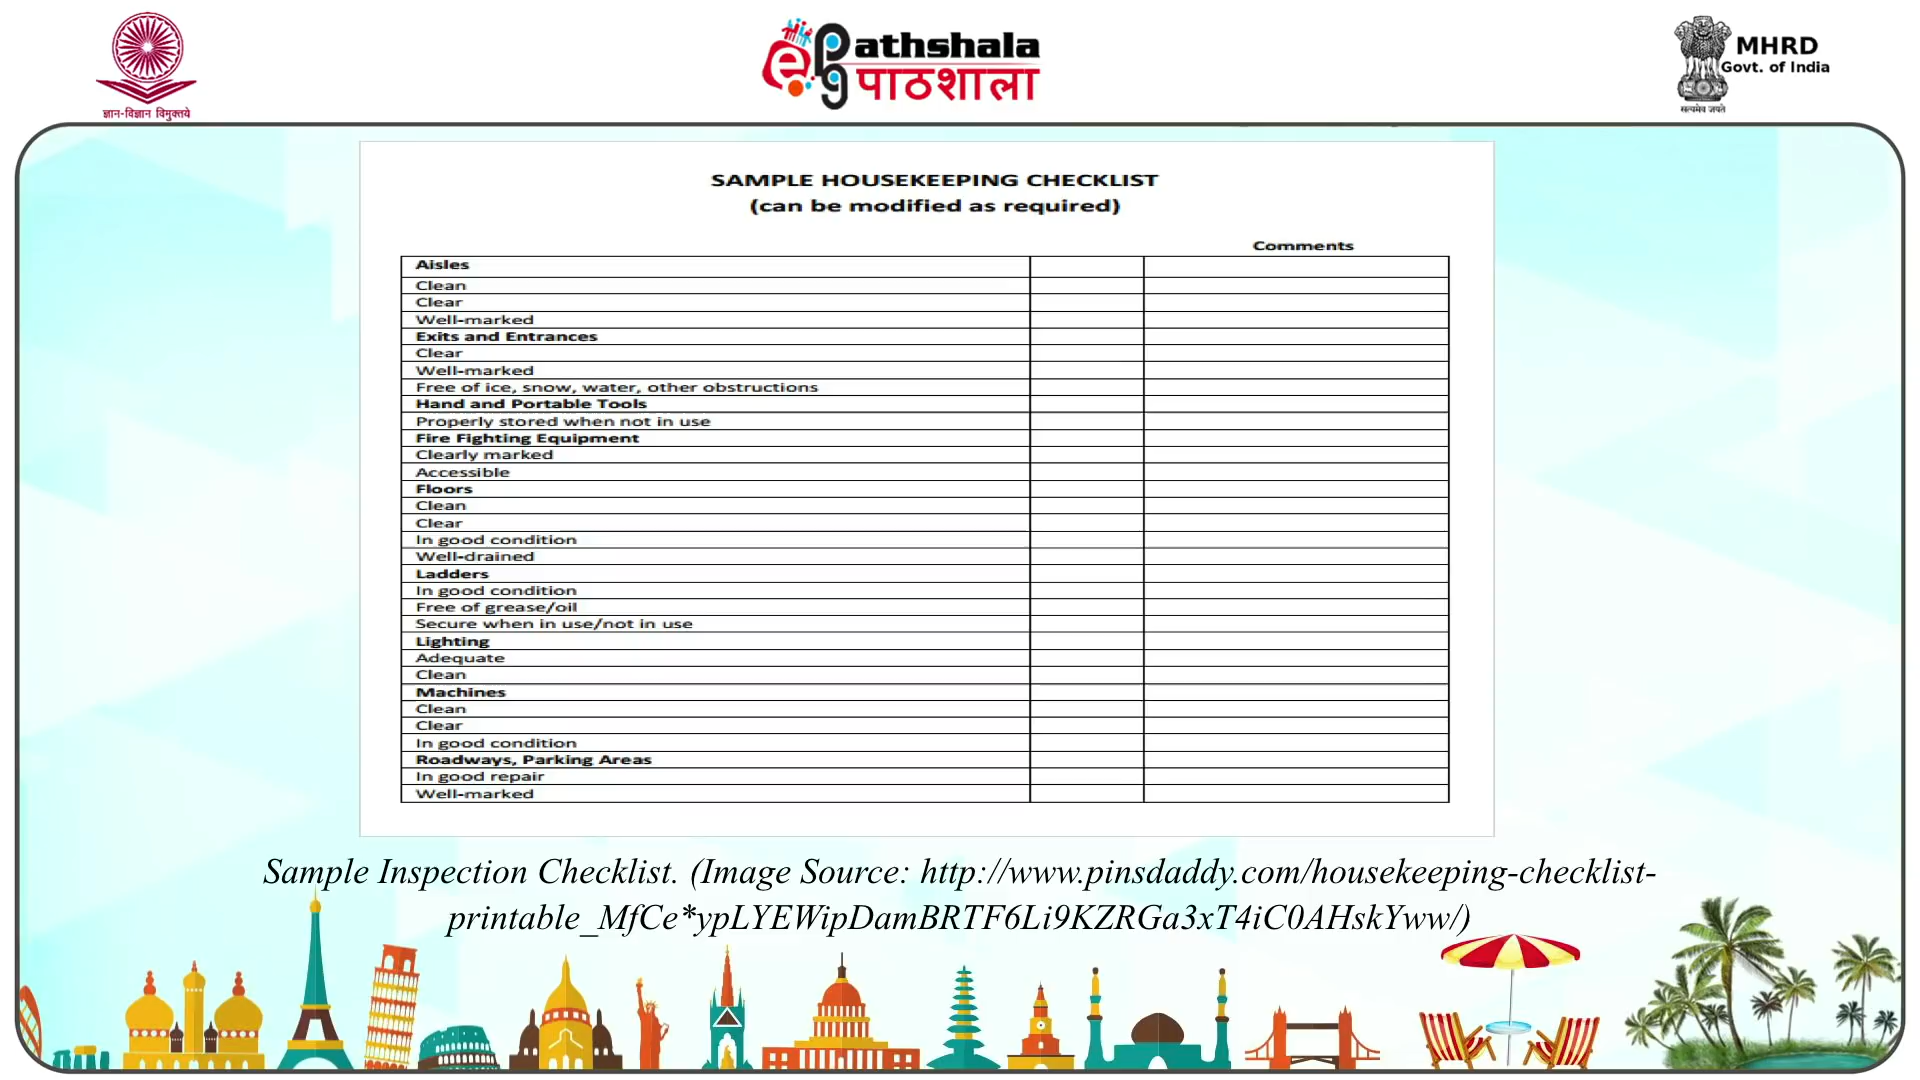 ज्ञान-विज्ञान विमुक्तये
ePG Pathshala
पाठशाला
MHRD
Govt. of India
सत्यमेव जयते
SAMPLE HOUSEKEEPING CHECKLIST
(can be modified as required)
Comments
Aisles
Clean
Clear
Well-marked
Exits and Entrances
Clear
Well-marked
Free of ice, snow, water, other obstructions
Hand and Portable Tools
Properly stored when not in use
Fire Fighting Equipment
Clearly marked
Accessible
Floors
Clean
Clear
In good condition
Well-drained
Ladders
In good condition
Free of grease/oil
Secure when in use/not in use
Lighting
Adequate
Clean
Machines
Clean
Clear
In good condition
Roadways, Parking Areas
In good repair
Well-marked
Sample Inspection Checklist. (Image Source: http://www.pinsdaddy.com/housekeeping-checklist-
printable_MfCe*ypLYEWipDamBRTF6Li9KZRGa3xT4iC0AHskYww/)